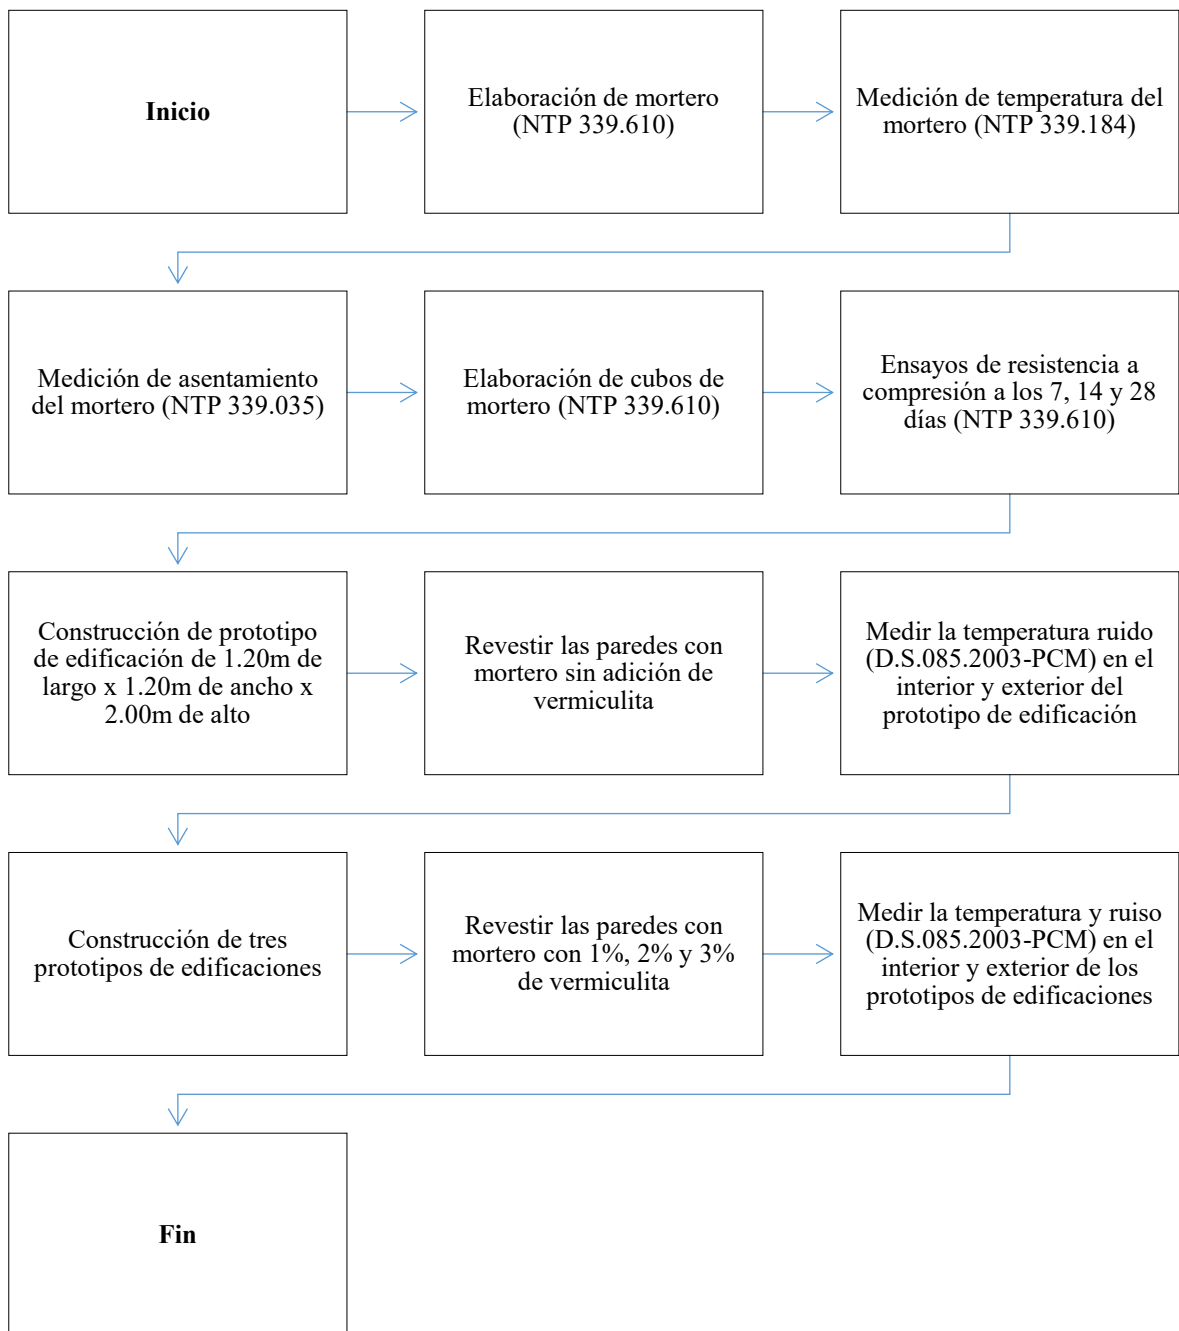 Inicio
Elaboración de mortero
(NTP 339.610)
Medición de temperatura del
mortero (NTP 339.184)
Medición de asentamiento
del mortero (NTP 339.035)
Elaboración de cubos de
mortero (NTP 339.610)
Ensayos de resistencia a
compresión a los 7, 14 y 28
días (NTP 339.610)
Construcción de prototipo
de edificación de 1.20m de
largo x 1.20m de ancho x
2.00m de alto
Revestir las paredes con
mortero sin adición de
vermiculita
Medir la temperatura ruido
(D.S.085.2003-PCM) en el
interior y exterior del
prototipo de edificación
Construcción de tres
prototipos de edificaciones
Revestir las paredes con
mortero con 1%, 2% y 3%
de vermiculita
Medir la temperatura y ruiso
(D.S.085.2003-PCM) en el
interior y exterior de los
prototipos de edificaciones
Fin